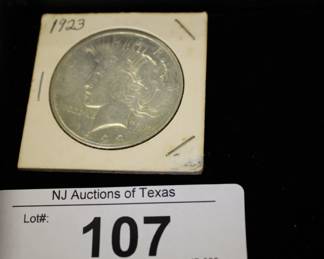 1923
NJ Auctions of Texas
Lot#:
107